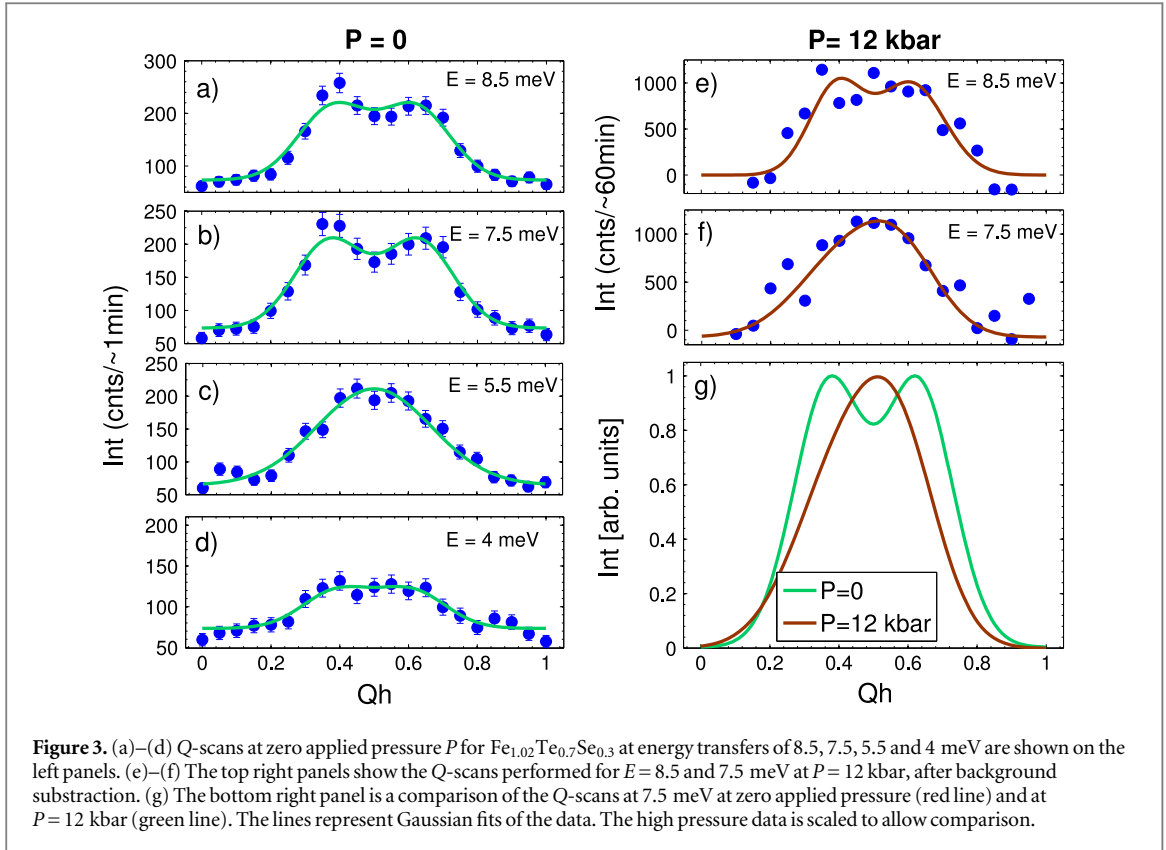 P = 0
a)
E = 8.5 meV
300
200
100
b)
E = 7.5 meV
250
200
150
100
50
c)
E = 5.5 meV
250
200
150
100
50
d)
E = 4 meV
200
150
100
50
0 0.2 0.4 0.6 0.8 1
Qh
Int (cnts/~1min)
P= 12 kbar
e)
E = 8.5 meV
1000
500
0
f)
E = 7.5 meV
1000
500
0
Int (cnts/~60min)
g)
1
0.8
0.6
0.4
0.2
0
P=0
P=12 kbar
0 0.2 0.4 0.6 0.8 1
Qh
Int [arb. units]
Figure 3. (a)–(d) Q-scans at zero applied pressure P for Fe₁.₀₂Te₀.₇Se₀.₃ at energy transfers of 8.5, 7.5, 5.5 and 4 meV are shown on the
left panels. (e)–(f) The top right panels show the Q-scans performed for E = 8.5 and 7.5 meV at P = 12 kbar, after background
substraction. (g) The bottom right panel is a comparison of the Q-scans at 7.5 meV at zero applied pressure (red line) and at
P = 12 kbar (green line). The lines represent Gaussian fits of the data. The high pressure data is scaled to allow comparison.